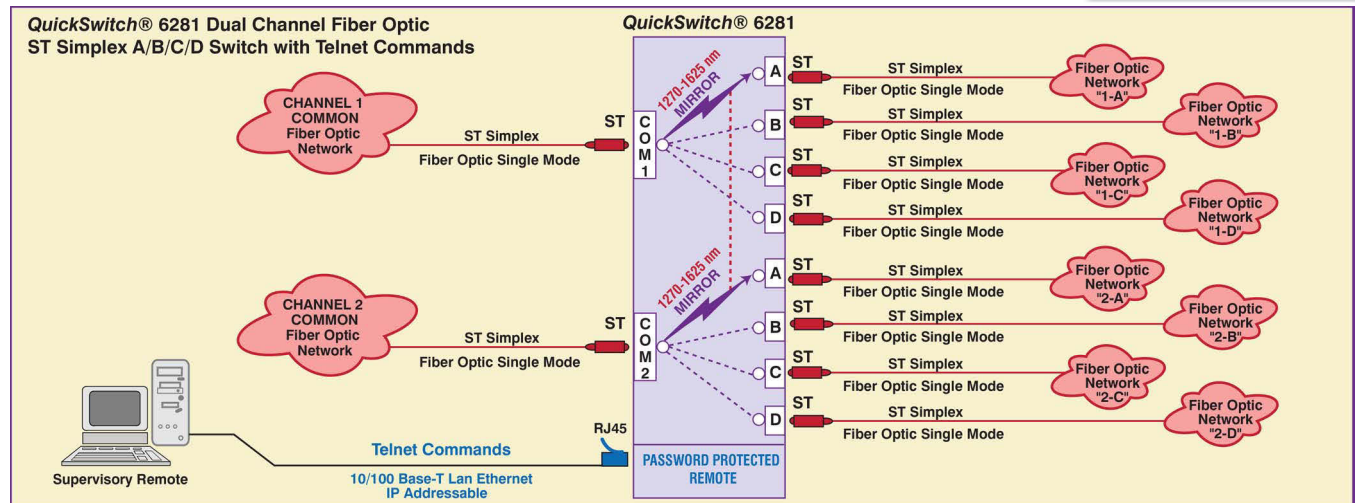 QuickSwitch® 6281 Dual Channel Fiber Optic
ST Simplex A/B/C/D Switch with Telnet Commands
QuickSwitch® 6281
CHANNEL 1
COMMON
Fiber Optic
Network
ST Simplex
Fiber Optic Single Mode
ST
COM1
1270-1625 nm
MIRROR
A
ST
ST Simplex
Fiber Optic Single Mode
Fiber Optic
Network
"1-A"
B
ST
ST Simplex
Fiber Optic Single Mode
Fiber Optic
Network
"1-B"
C
ST
ST Simplex
Fiber Optic Single Mode
Fiber Optic
Network
"1-C"
D
ST
ST Simplex
Fiber Optic Single Mode
Fiber Optic
Network
"1-D"
CHANNEL 2
COMMON
Fiber Optic
Network
ST Simplex
Fiber Optic Single Mode
ST
COM2
1270-1625 nm
MIRROR
A
ST
ST Simplex
Fiber Optic Single Mode
Fiber Optic
Network
"2-A"
B
ST
ST Simplex
Fiber Optic Single Mode
Fiber Optic
Network
"2-B"
C
ST
ST Simplex
Fiber Optic Single Mode
Fiber Optic
Network
"2-C"
D
ST
ST Simplex
Fiber Optic Single Mode
Fiber Optic
Network
"2-D"
Supervisory Remote
Telnet Commands
10/100 Base-T Lan Ethernet
IP Addressable
RJ45
PASSWORD PROTECTED
REMOTE